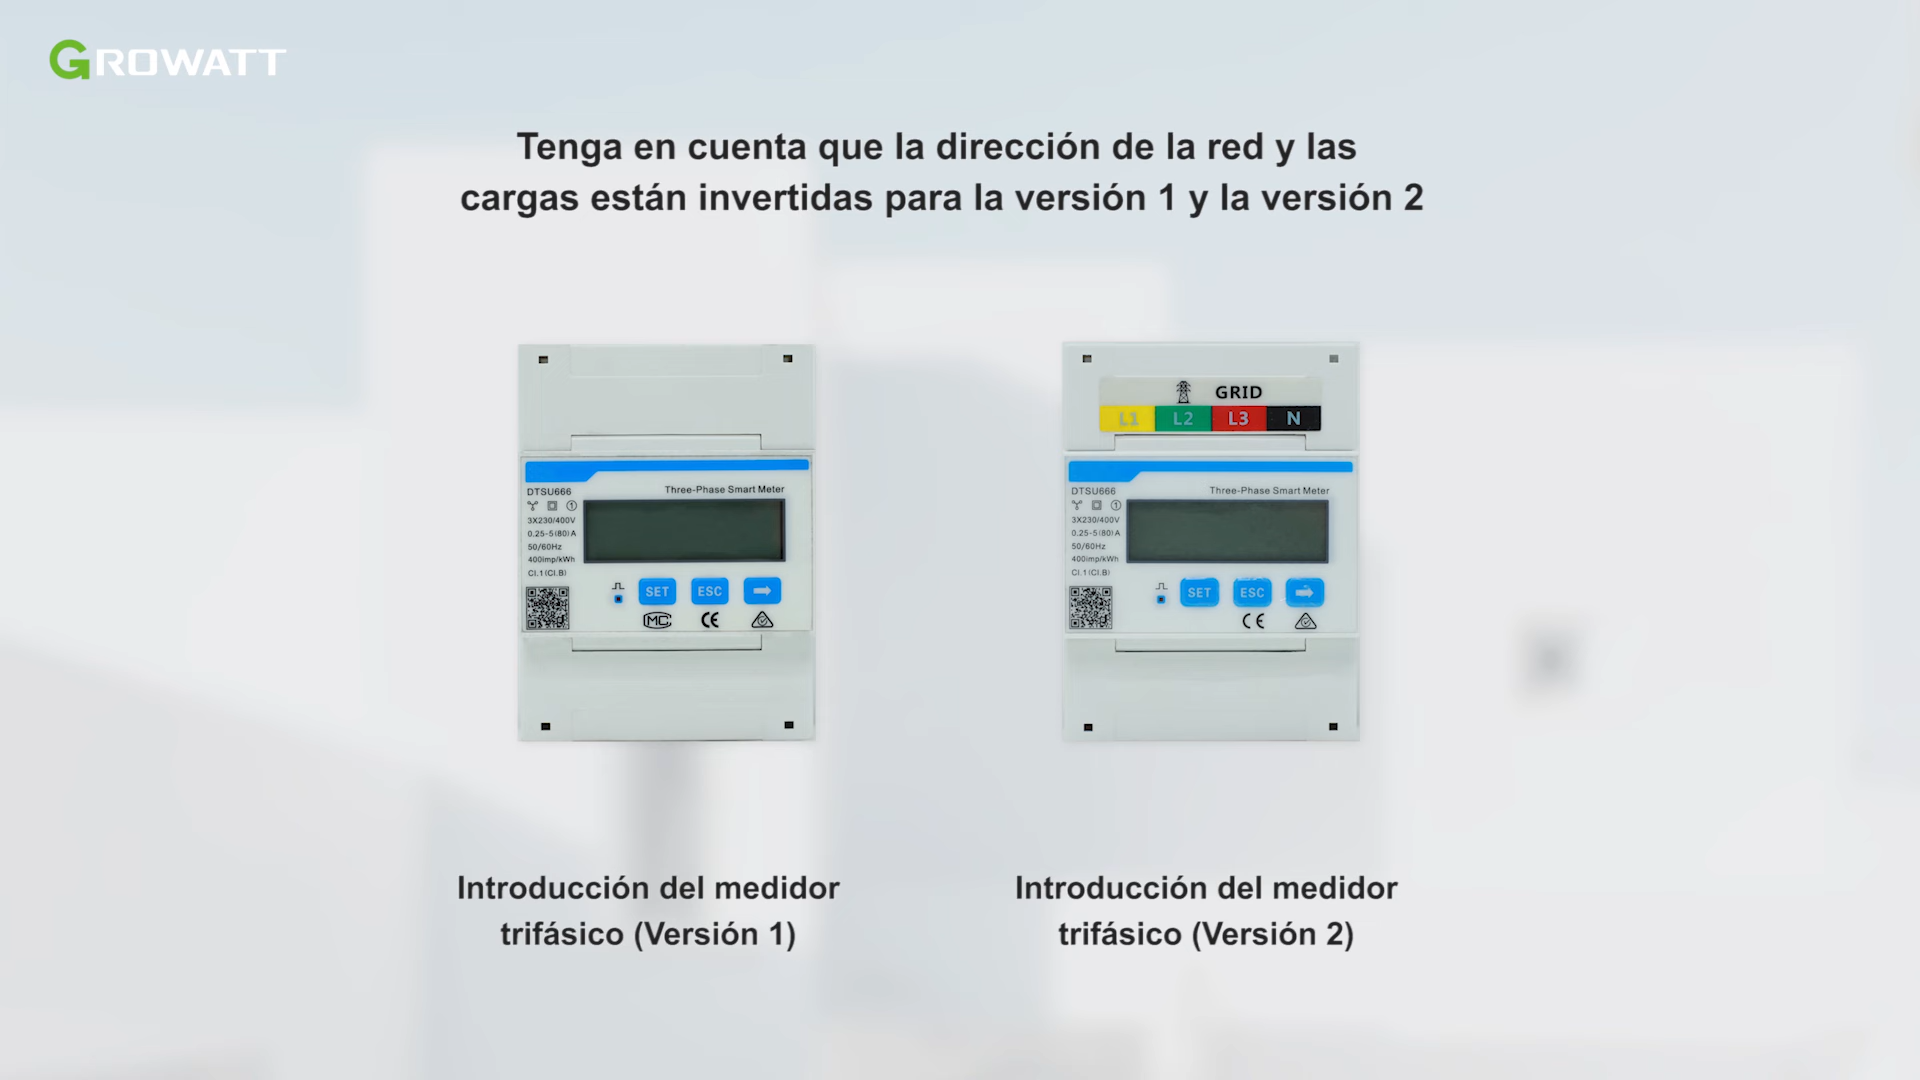 GROWATT
Tenga en cuenta que la dirección de la red y las
cargas están invertidas para la versión 1 y la versión 2
DTSU666
Three-Phase Smart Meter
3X230/400V
0.25-5(80)A
50/60Hz
400imp/kWh
Cl.1(Cl.B)
SET
ESC
MC
CE
GRID
L1
L2
L3
N
DTSU666
Three-Phase Smart Meter
3X230/400V
0.25-5(80)A
50/60Hz
400imp/kWh
Cl.1(Cl.B)
SET
ESC
CE
Introducción del medidor
trifásico (Versión 1)
Introducción del medidor
trifásico (Versión 2)